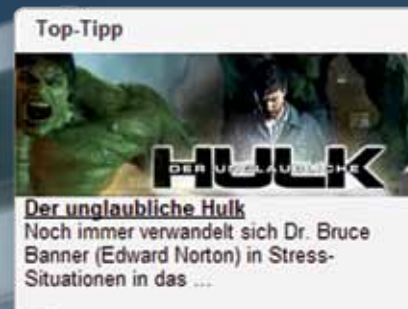 Top-Tipp
DER UNGLAUBLICHE
HULK
Der unglaubliche Hulk
Noch immer verwandelt sich Dr. Bruce
Banner (Edward Norton) in Stress-
Situationen in das ...